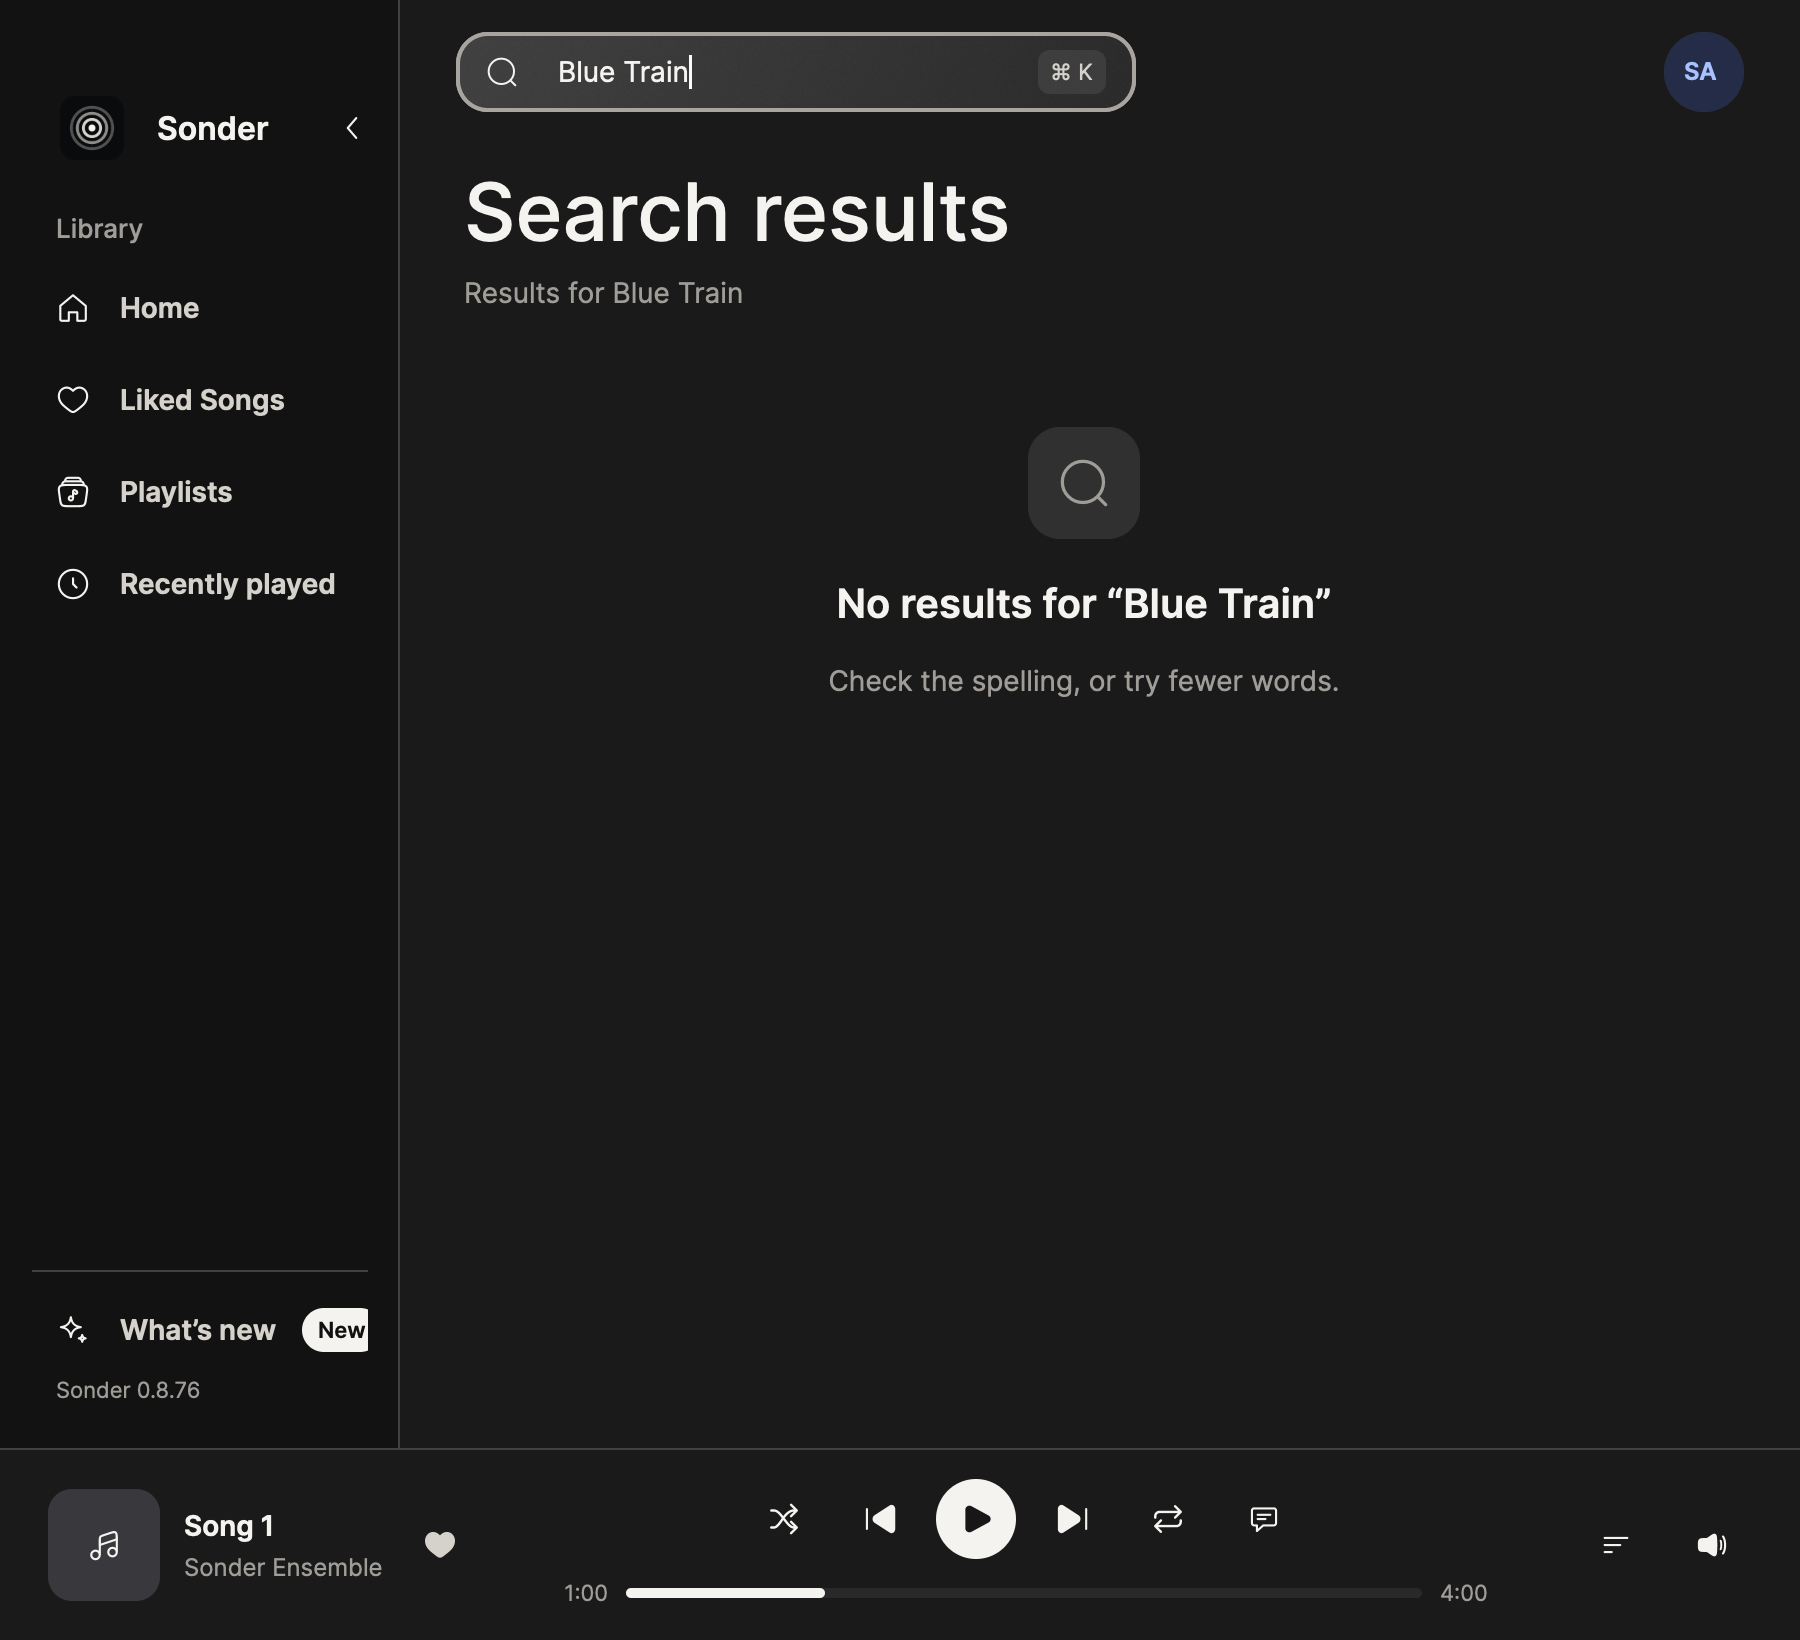 Blue Train
⌘ K
SA
Sonder
Library
Home
Liked Songs
Playlists
Recently played
Search results
Results for Blue Train
No results for “Blue Train”
Check the spelling, or try fewer words.
What’s new
New
Sonder 0.8.76
Song 1
Sonder Ensemble
1:00
4:00